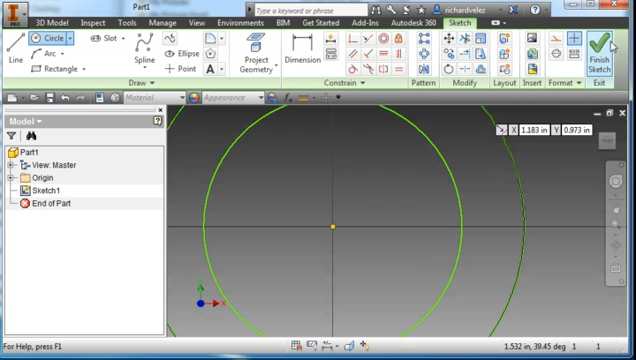 Part1
Type a keyword or phrase
richardvelez
3D Model Inspect Tools Manage View Environments BIM Get Started Add-Ins Autodesk 360 Sketch
Line
Circle
Arc
Rectangle
Slot
Spline
Ellipse
Point
Project
Geometry
Dimension
Finish
Sketch
Draw Constrain Pattern Modify Layout Insert Format Exit
Material
Appearance
Model
Part1
View: Master
Origin
Sketch1
End of Part
X 1.183 in Y 0.973 in
X
For Help, press F1
1.532 in, 39.45 deg 1 1